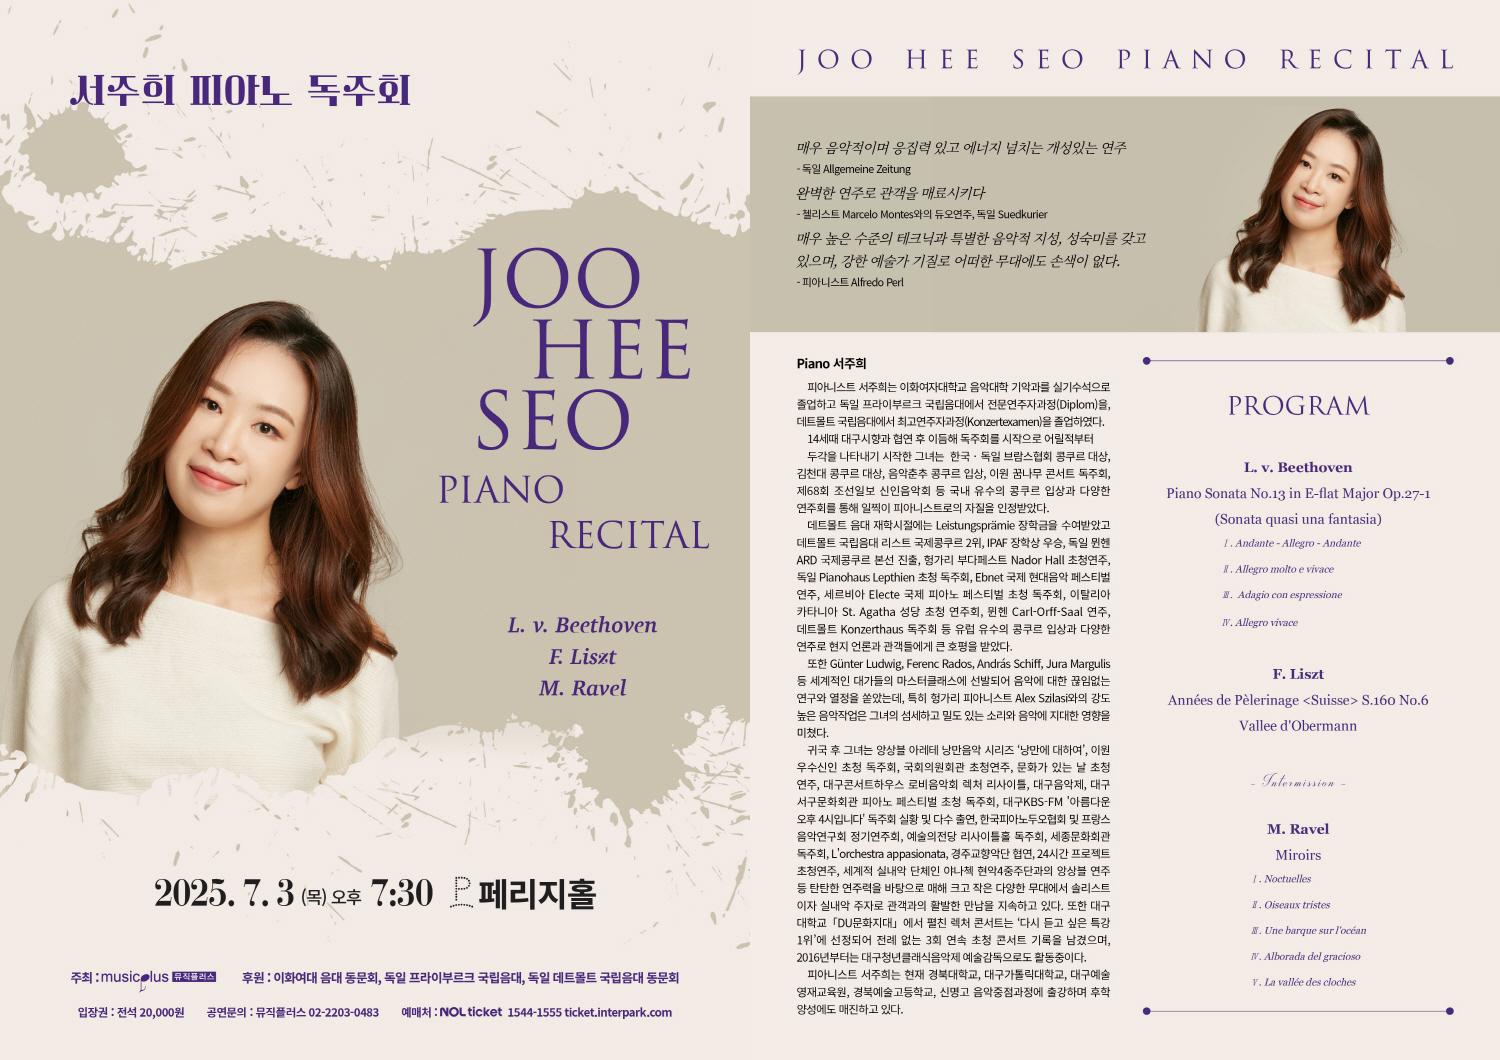 서주희 피아노 독주회
JOO
HEE
SEO
PIANO
RECITAL
L. v. Beethoven
F. Liszt
M. Ravel
2025. 7. 3 (목) 오후 7:30 페리지홀
주최 : musicplus 뮤직플러스 후원 : 이화여대 음대 동문회, 독일 프라이부르크 국립음대, 독일 데트몰트 국립음대 동문회
입장권 : 전석 20,000원 공연문의 : 뮤직플러스 02-2203-0483 예매처 : NOL ticket 1544-1555 ticket.interpark.com
JOO HEE SEO PIANO RECITAL
매우 음악적이며 응집력 있고 에너지 넘치는 개성있는 연주
- 독일 Allgemeine Zeitung
완벽한 연주로 관객을 매료시키다
- 첼리스트 Marcelo Montes와의 듀오연주, 독일 Suedkurier
매우 높은 수준의 테크닉과 특별한 음악적 지성, 성숙미를 갖고
있으며, 강한 예술가 기질로 어떠한 무대에도 손색이 없다.
- 피아니스트 Alfredo Perl
Piano 서주희
피아니스트 서주희는 이화여자대학교 음악대학 기악과를 실기수석으로
졸업하고 독일 프라이부르크 국립음대에서 전문연주자과정(Diplom)을,
데트몰트 국립음대에서 최고연주자과정(Konzertexamen)을 졸업하였다.
14세때 대구시향과 협연 후 이듬해 독주회를 시작으로 어릴적부터
두각을 나타내기 시작한 그녀는 한국 · 독일 브람스협회 콩쿠르 대상,
김천대 콩쿠르 대상, 음악춘추 콩쿠르 입상, 이원 꿈나무 콘서트 독주회,
제68회 조선일보 신인음악회 등 국내 유수의 콩쿠르 입상과 다양한
연주회를 통해 일찍이 피아니스트로의 자질을 인정받았다.
데트몰트 음대 재학시절에는 Leistungsprämie 장학금을 수여받았고
데트몰트 국립음대 리스트 국제콩쿠르 2위, IPAF 장학상 우승, 독일 뮌헨
ARD 국제콩쿠르 본선 진출, 헝가리 부다페스트 Nador Hall 초청연주,
독일 Pianohaus Lepthien 초청 독주회, Ebnet 국제 현대음악 페스티벌
연주, 세르비아 Electe 국제 피아노 페스티벌 초청 독주회, 이탈리아
카타니아 St. Agatha 성당 초청 연주회, 뮌헨 Carl-Orff-Saal 연주,
데트몰트 Konzerthaus 독주회 등 유럽 유수의 콩쿠르 입상과 다양한
연주로 현지 언론과 관객들에게 큰 호평을 받았다.
또한 Günter Ludwig, Ferenc Rados, András Schiff, Jura Margulis
등 세계적인 대가들의 마스터클래스에 선발되어 음악에 대한 끊임없는
연구와 열정을 쏟았는데, 특히 헝가리 피아니스트 Alex Szilasi와의 강도
높은 음악작업은 그녀의 섬세하고 밀도 있는 소리와 음악에 지대한 영향을
미쳤다.
귀국 후 그녀는 앙상블 아레테 낭만음악 시리즈 '낭만에 대하여', 이원
우수신인 초청 독주회, 국회의원회관 초청연주, 문화가 있는 날 초청
연주, 대구콘서트하우스 로비음악회 렉처 리사이틀, 대구음악제, 대구
서구문화회관 피아노 페스티벌 초청 독주회, 대구KBS-FM '아름다운
오후 4시입니다' 독주회 실황 및 다수 출연, 한국피아노두오협회 및 프랑스
음악연구회 정기연주회, 예술의전당 리사이틀홀 독주회, 세종문화회관
독주회, L'orchestra appasionata, 경주교향악단 협연, 24시간 프로젝트
초청연주, 세계적 실내악 단체인 야나첵 현악4중주단과의 앙상블 연주
등 탄탄한 연주력을 바탕으로 매해 크고 작은 다양한 무대에서 솔리스트
이자 실내악 주자로 관객과의 활발한 만남을 지속하고 있다. 또한 대구
대학교 「DU문화지대」에서 펼친 렉처 콘서트는 '다시 듣고 싶은 특강
1위'에 선정되어 전례 없는 3회 연속 초청 콘서트 기록을 남겼으며,
2016년부터는 대구청년클래식음악제 예술감독으로도 활동중이다.
피아니스트 서주희는 현재 경북대학교, 대구가톨릭대학교, 대구예술
영재교육원, 경북예술고등학교, 신명고 음악중점과정에 출강하며 후학
양성에도 매진하고 있다.
PROGRAM
L. v. Beethoven
Piano Sonata No.13 in E-flat Major Op.27-1
(Sonata quasi una fantasia)
Ⅰ. Andante - Allegro - Andante
Ⅱ. Allegro molto e vivace
Ⅲ. Adagio con espressione
Ⅳ. Allegro vivace
F. Liszt
Années de Pèlerinage <Suisse> S.160 No.6
Vallee d'Obermann
- Intermission -
M. Ravel
Miroirs
Ⅰ. Noctuelles
Ⅱ. Oiseaux tristes
Ⅲ. Une barque sur l'océan
Ⅳ. Alborada del gracioso
Ⅴ. La vallée des cloches